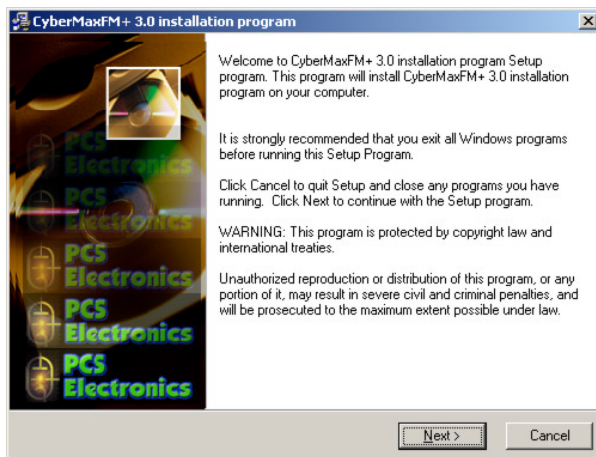 CyberMaxFM+ 3.0 installation program
Welcome to CyberMaxFM+ 3.0 installation program Setup
program. This program will install CyberMaxFM+ 3.0 installation
program on your computer.
It is strongly recommended that you exit all Windows programs
before running this Setup Program.
Click Cancel to quit Setup and close any programs you have
running. Click Next to continue with the Setup program.
WARNING: This program is protected by copyright law and
international treaties.
Unauthorized reproduction or distribution of this program, or any
portion of it, may result in severe civil and criminal penalties, and
will be prosecuted to the maximum extent possible under law.
PCS
Electronics
PCS
Electronics
PCS
Electronics
PCS
Electronics
PCS
Electronics
Next >
Cancel